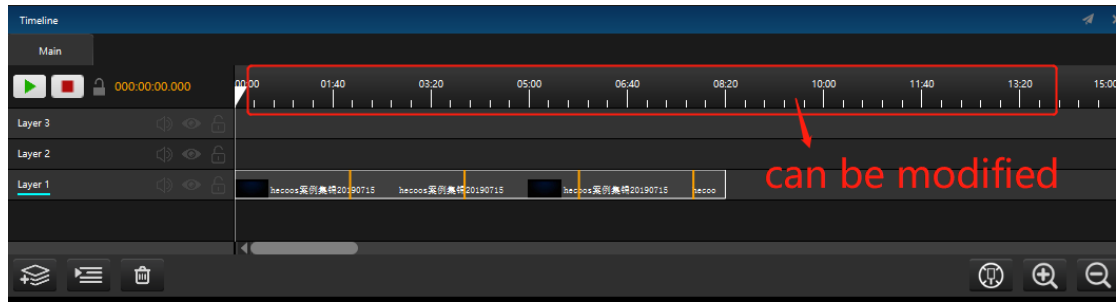 Timeline
Main
000:00:00.000
00:00 01:40 03:20 05:00 06:40 08:20 10:00 11:40 13:20 15:00
Layer 3
Layer 2
Layer 1
hecoos案例集锦20190715 hecoos案例集锦20190715 hecoos案例集锦20190715 hecoo
can be modified